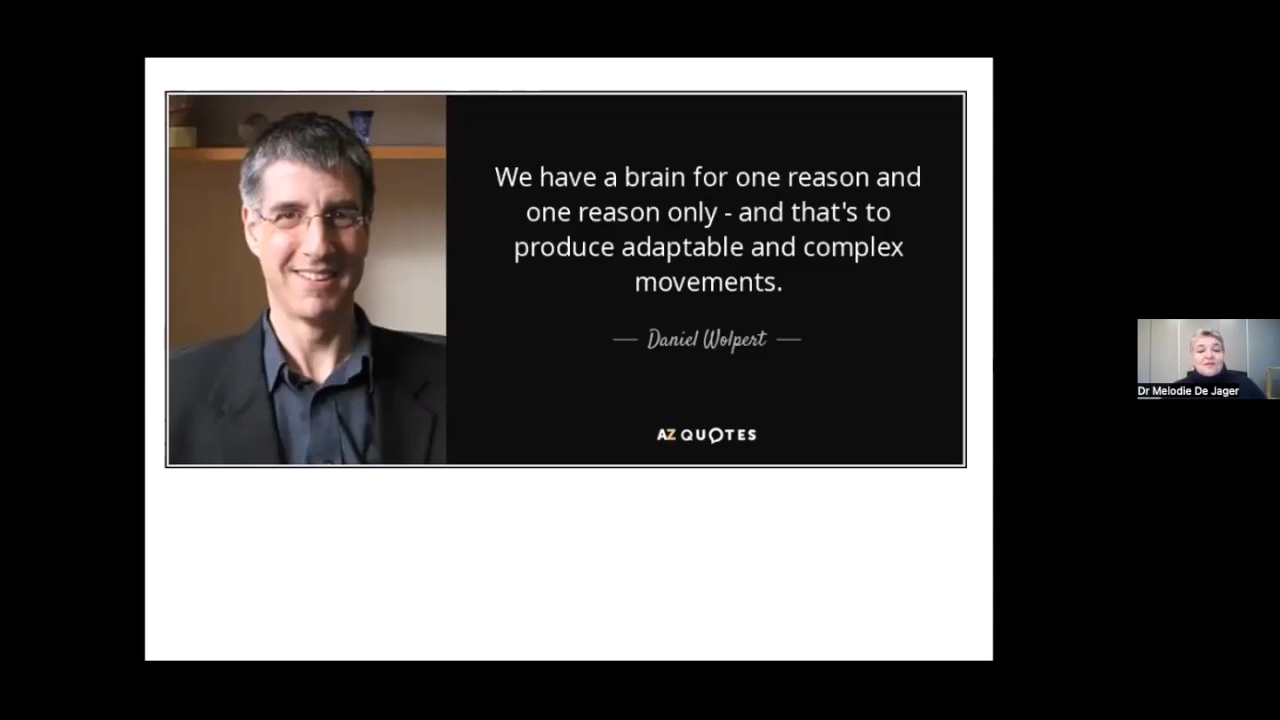 We have a brain for one reason and
one reason only - and that's to
produce adaptable and complex
movements.
Daniel Wolpert
AZ QUOTES
Dr Melodie De Jager